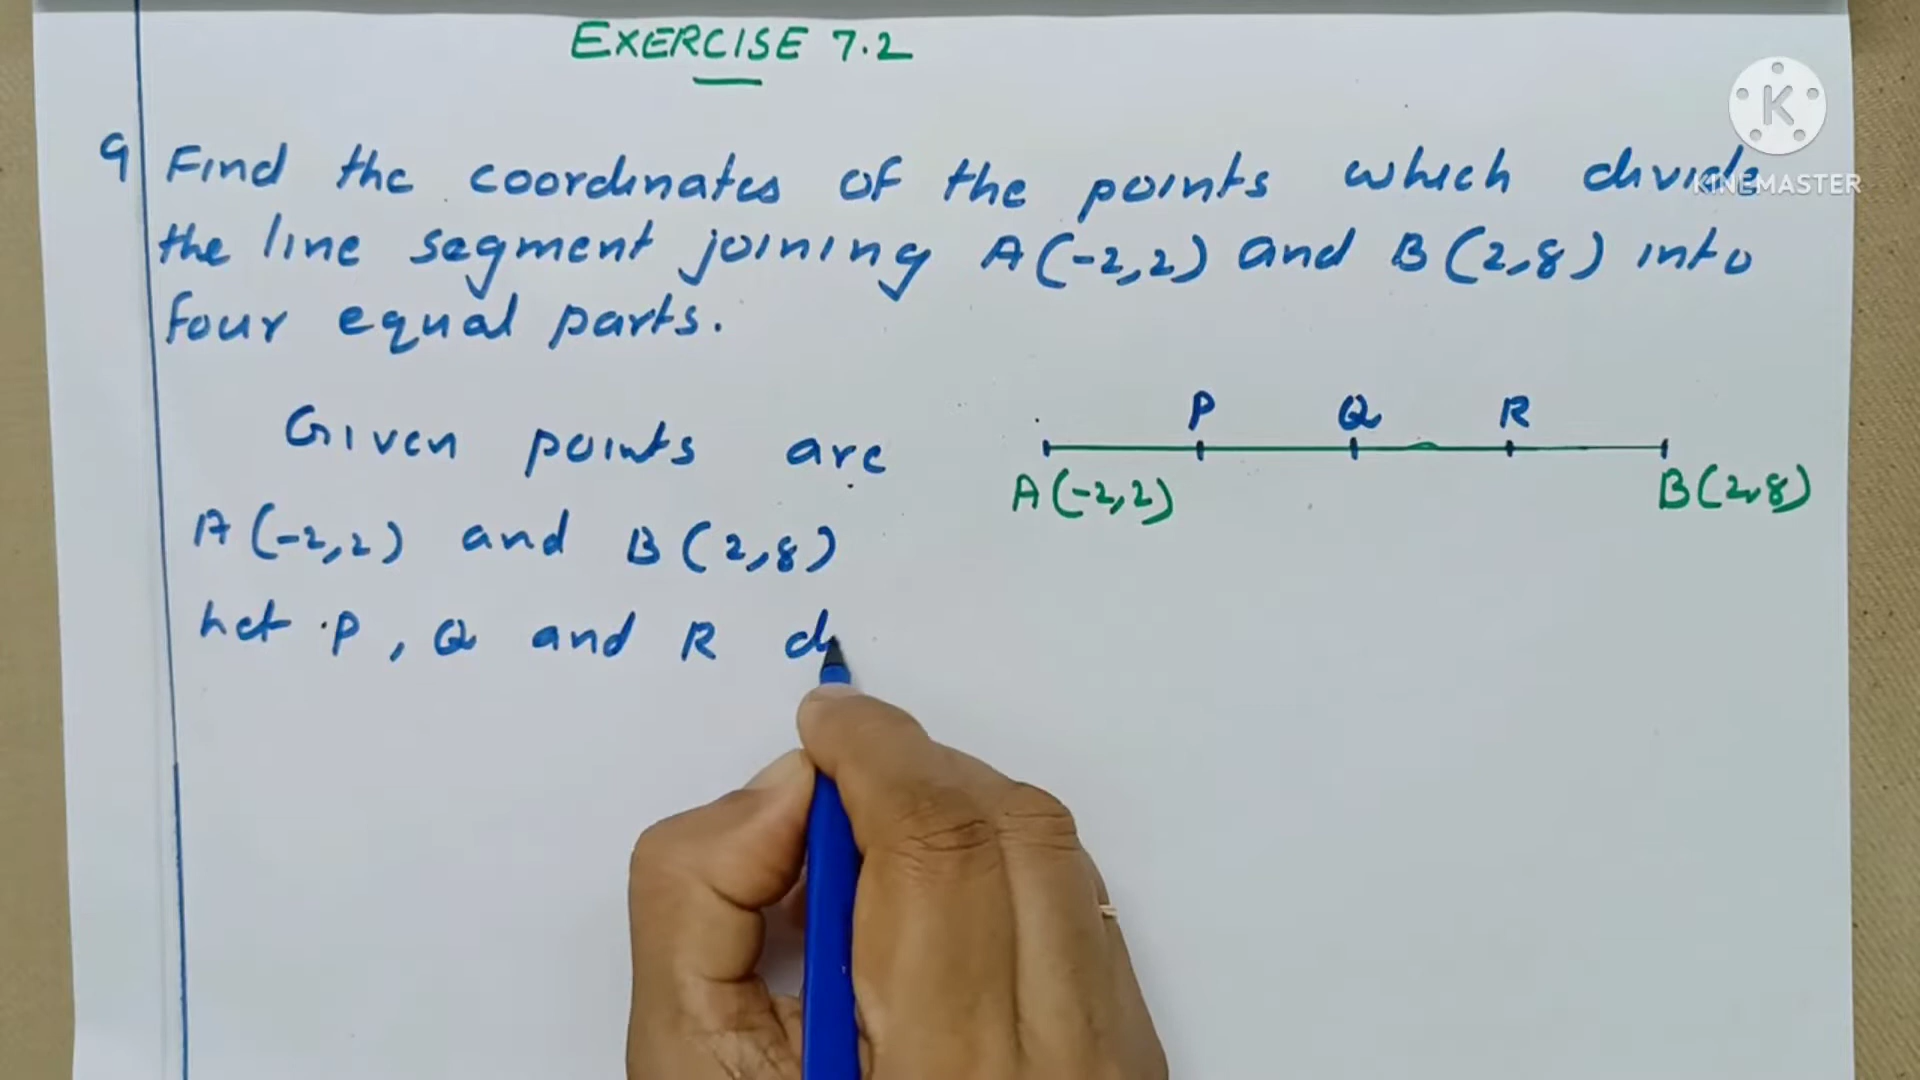 EXERCISE 7.2
K
KINEMASTER
9 Find the coordinates of the points which divide
the line segment joining A(-2,2) and B(2,8) into
four equal parts.
P Q R
A(-2,2) B(2,8)
Given points are
A(-2,2) and B(2,8)
Let P, Q and R